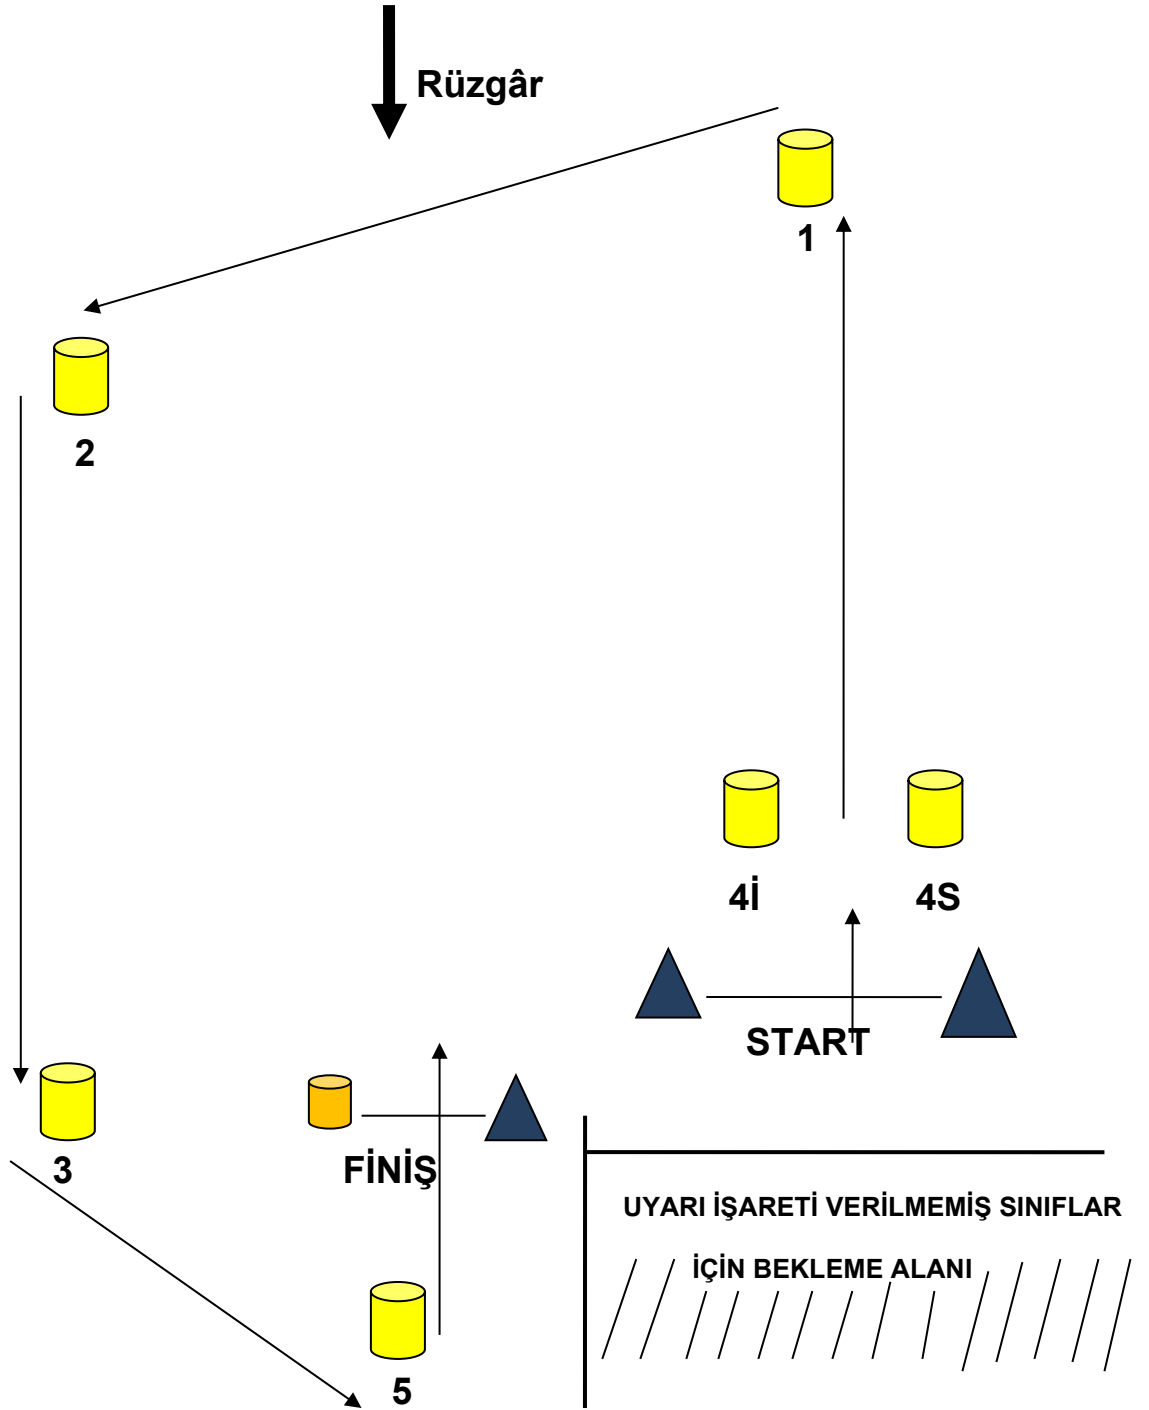 Rüzgâr
1
2
4İ
4S
START
3
FİNİŞ
UYARI İŞARETİ VERİLMEMİŞ SINIFLAR
İÇİN BEKLEME ALANI
5